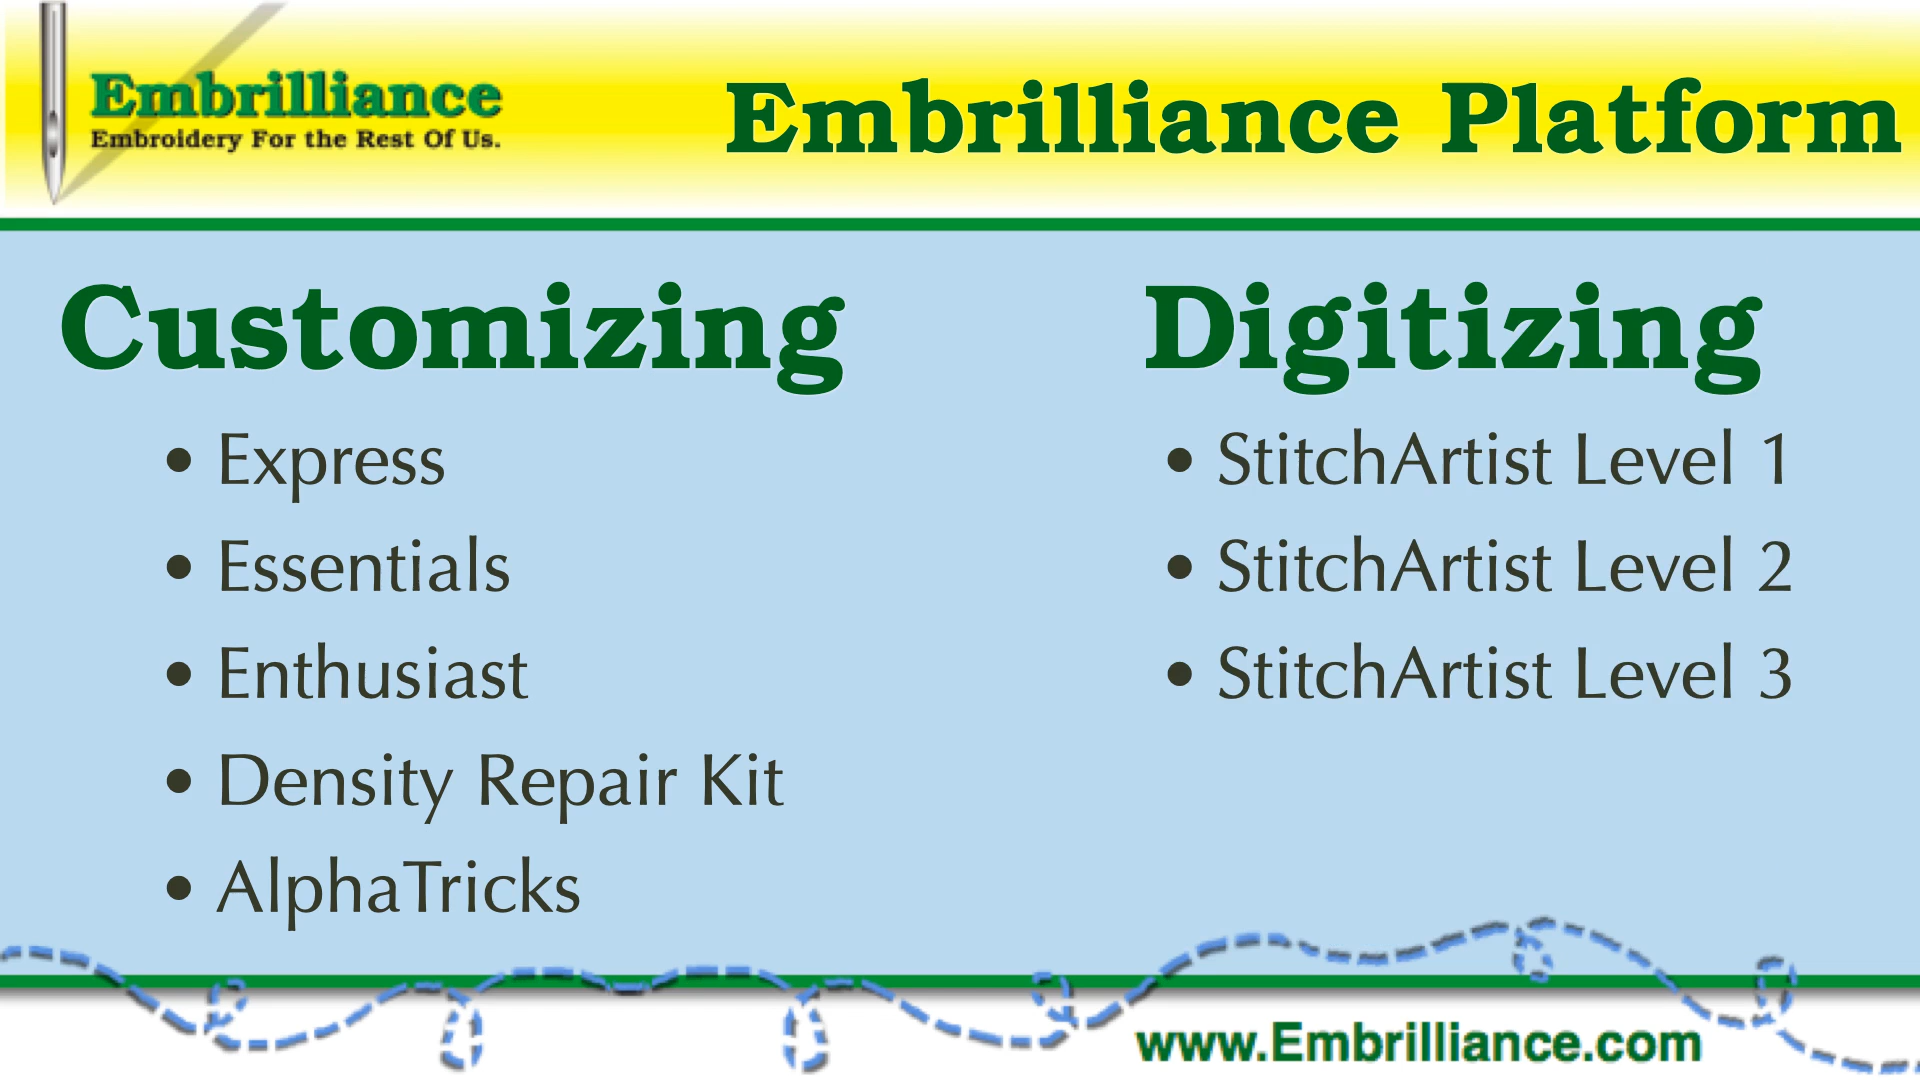 Embrilliance
Embroidery For the Rest Of Us.
Embrilliance Platform
Customizing
• Express
• Essentials
• Enthusiast
• Density Repair Kit
• AlphaTricks
Digitizing
• StitchArtist Level 1
• StitchArtist Level 2
• StitchArtist Level 3
www.Embrilliance.com